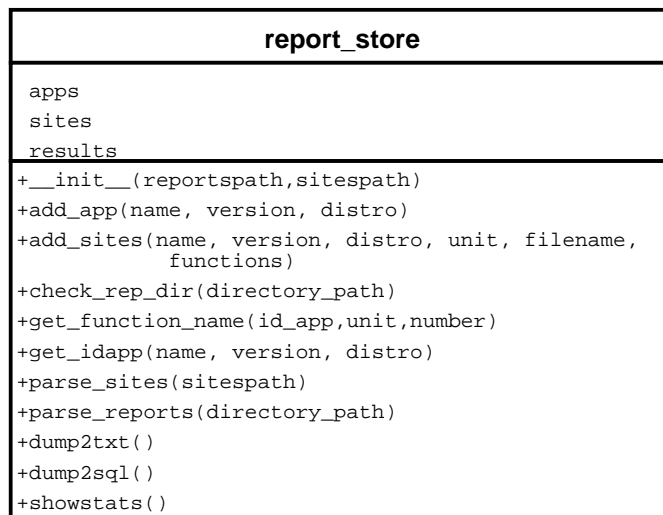 report_store
apps
sites
results
+__init__(reportspath,sitespath)
+add_app(name, version, distro)
+add_sites(name, version, distro, unit, filename,
functions)
+check_rep_dir(directory_path)
+get_function_name(id_app,unit,number)
+get_idapp(name, version, distro)
+parse_sites(sitespath)
+parse_reports(directory_path)
+dump2txt()
+dump2sql()
+showstats()